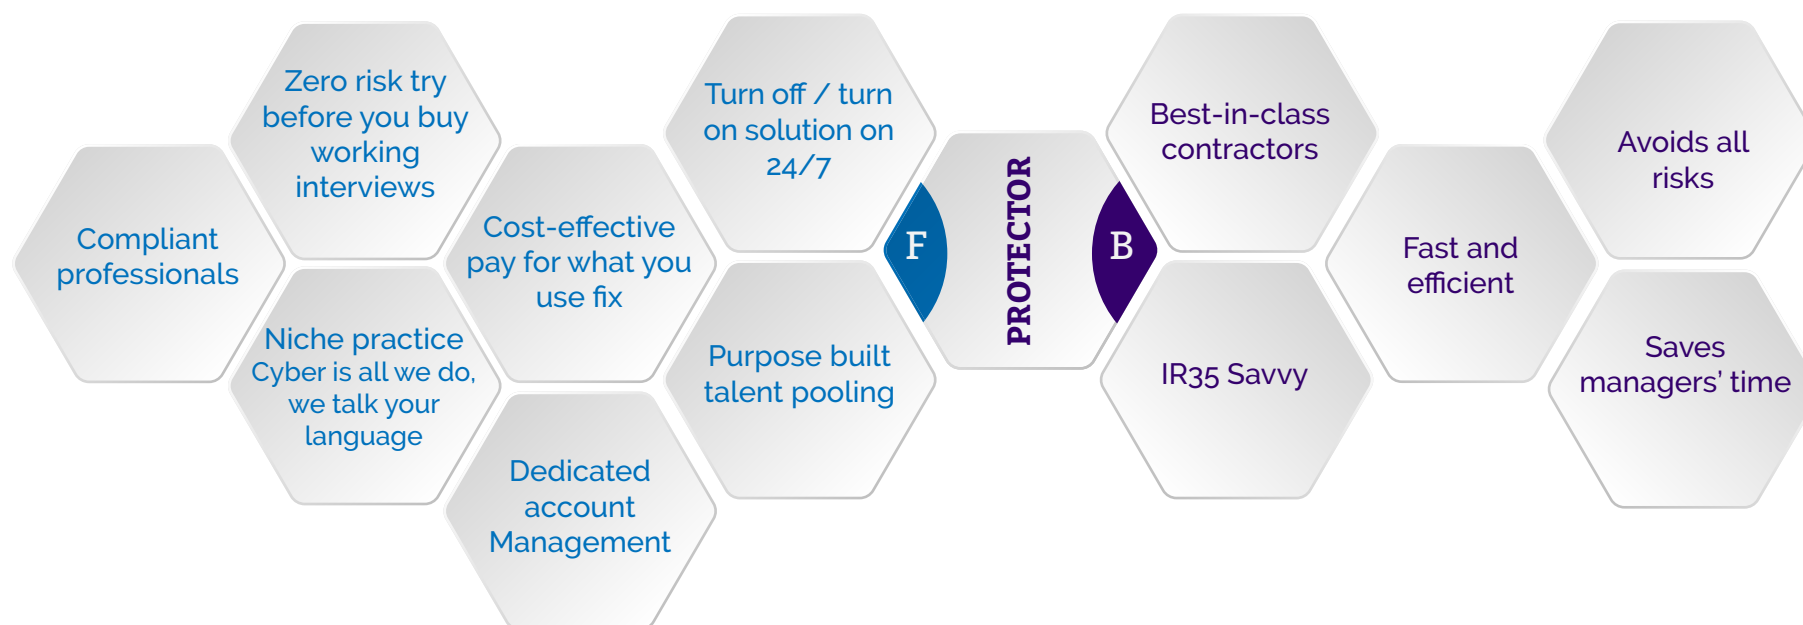 Compliant
professionals
Zero risk try
before you buy
working
interviews
Niche practice
Cyber is all we do,
we talk your
language
Cost-effective
pay for what you
use fix
Dedicated
account
Management
Turn off / turn
on solution on
24/7
Purpose built
talent pooling
F
PROTECTOR
B
Best-in-class
contractors
IR35 Savvy
Fast and
efficient
Avoids all
risks
Saves
managers’ time